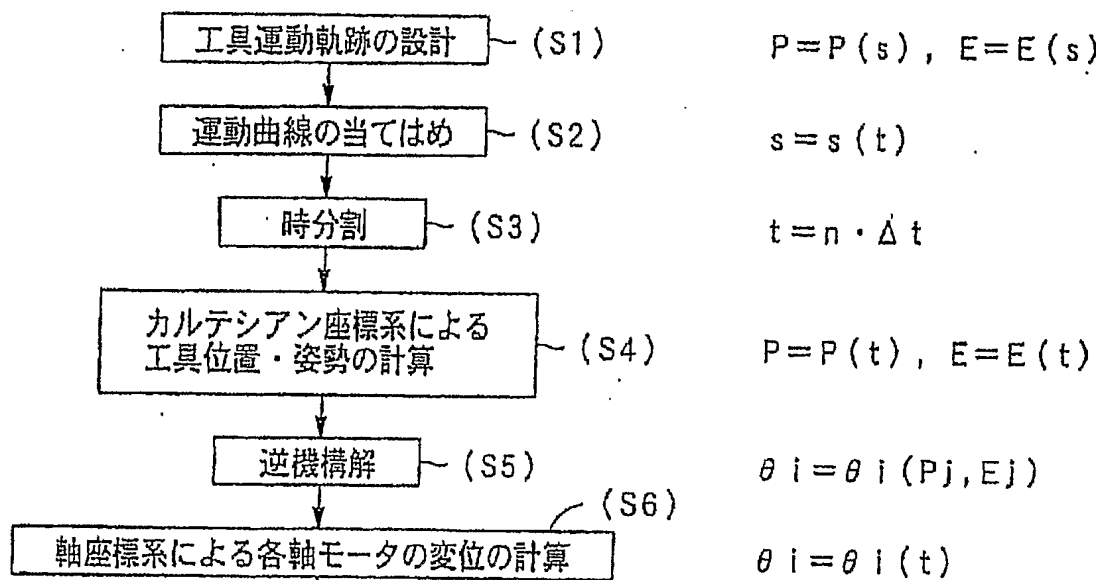 工具運動軌跡の設計 (S1) P=P(s), E=E(s)
運動曲線の当てはめ (S2) s=s(t)
時分割 (S3) t=n・Δt
カルテシアン座標系による
工具位置・姿勢の計算 (S4) P=P(t), E=E(t)
逆機構解 (S5) θi=θi(Pj,Ej)
(S6)
軸座標系による各軸モータの変位の計算 θi=θi(t)